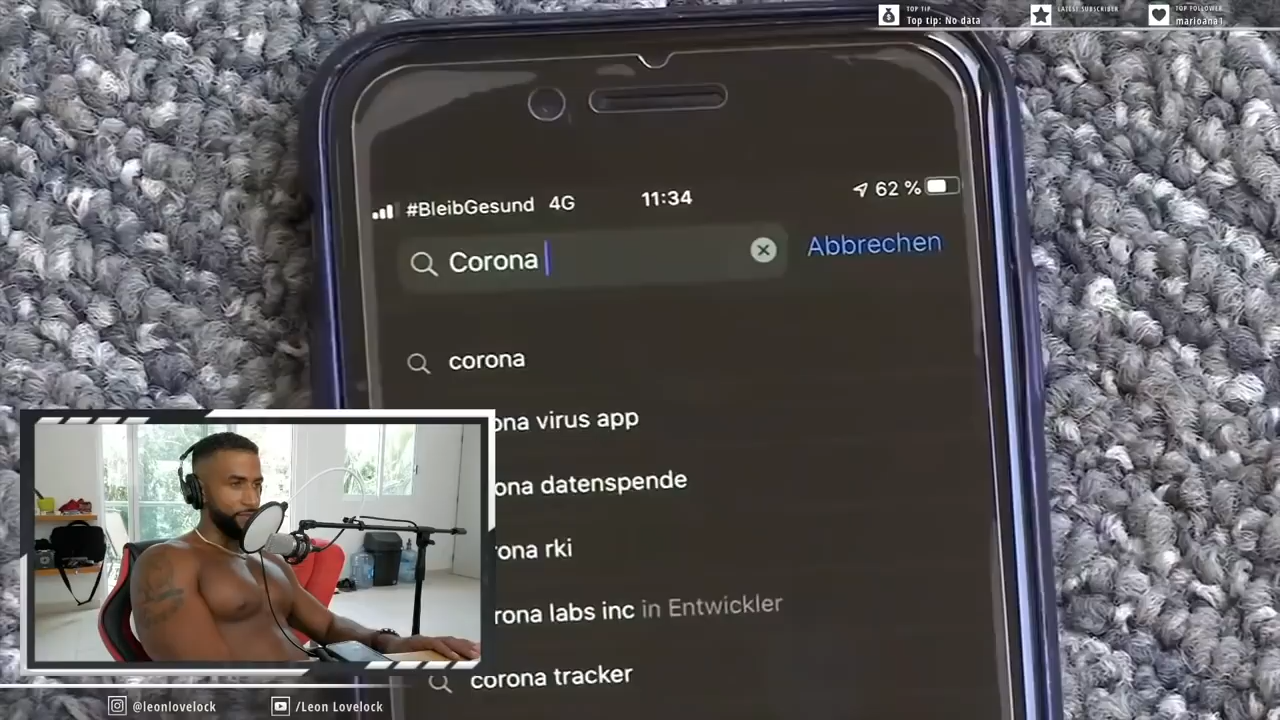 TOP TIP
Top tip: No data
LATEST SUBSCRIBER
TOP FOLLOWER
marioana1
#BleibGesund 4G 11:34 62 %
Corona
Abbrechen
corona
ona virus app
ona datenspende
rona rki
rona labs inc in Entwickler
corona tracker
@leonlovelock
/Leon Lovelock